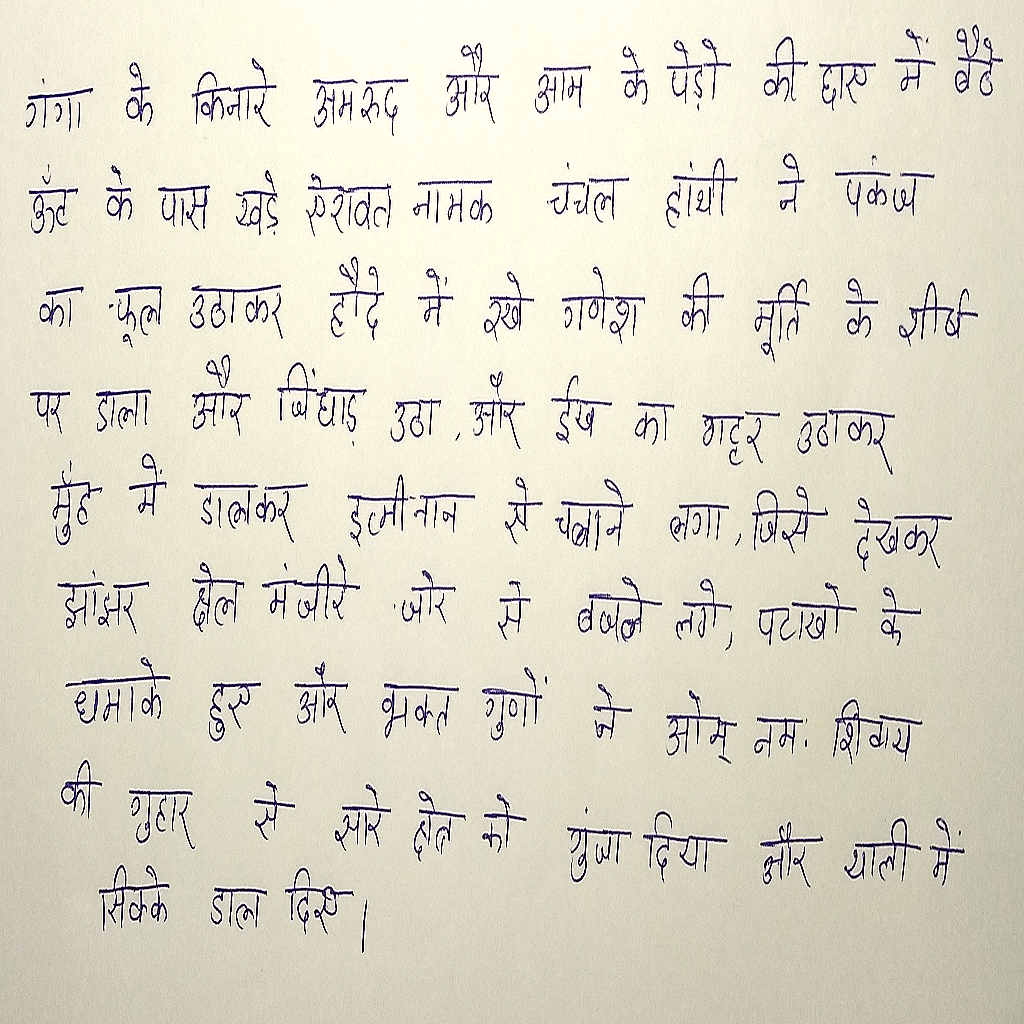 गंगा के किनारे अमरुद और आम के पेड़ो की छाए में बैठे
ऊँट के पास खड़े ऐरावत नामक चंचल हांथी ने पंकज
का फूल उठाकर हौदे में रखे गणेश की मूर्ति के शीर्ष
पर डाला और चिंघाड़ उठा, और ईख का गट्ठर उठाकर
मुँह में डालकर इत्मीनान से चबाने लगा, जिसे देखकर
झांझर ढोल मंजीरे जोर से बजने लगे, पटाखो के
धमाके हुए और भक्त गुणों ने ओम् नम: शिवाय
की गुहार से सारे क्षेत्र को गुंजा दिया और थाली में
सिक्के डाल दिए।